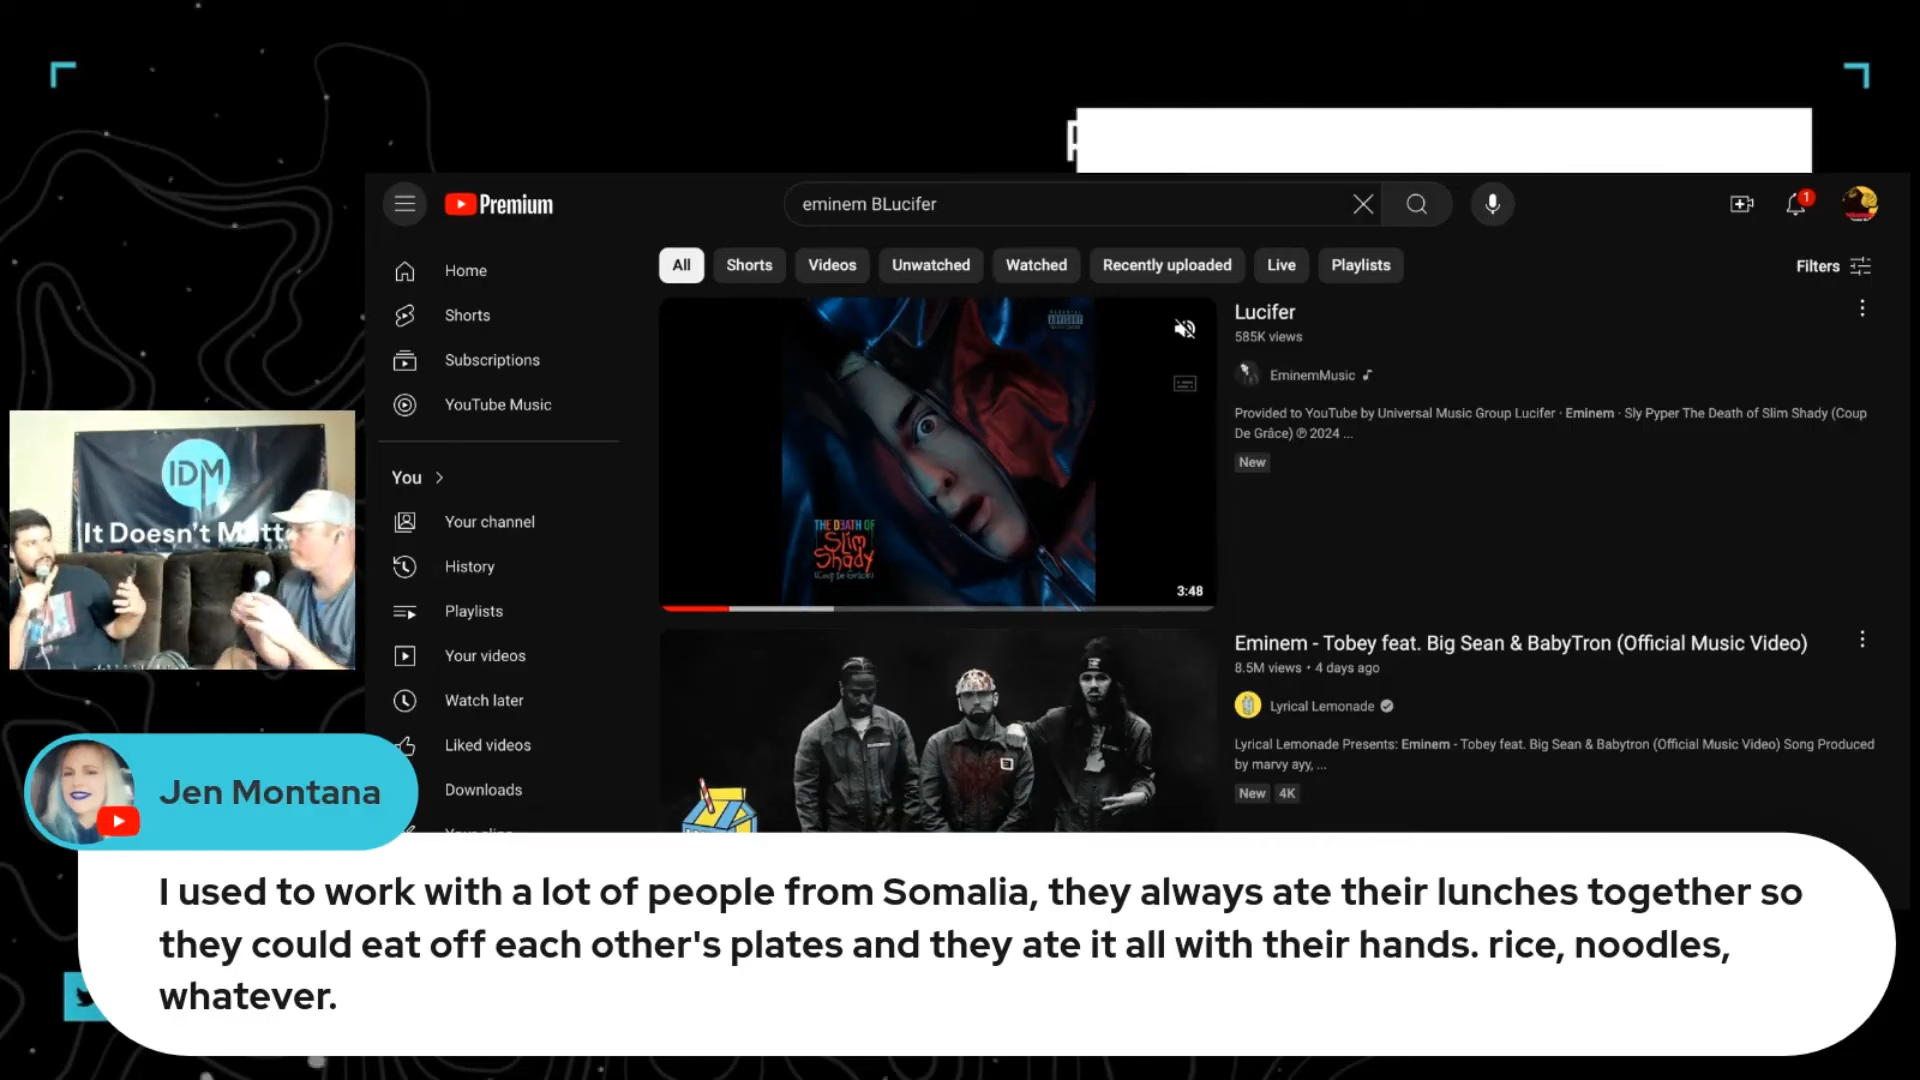 Premium
eminem BLucifer
1
Home
Shorts
Subscriptions
YouTube Music
You
Your channel
History
Playlists
Your videos
Watch later
Liked videos
Downloads
All
Shorts
Videos
Unwatched
Watched
Recently uploaded
Live
Playlists
Filters
THE DEATH OF
Slim
Shady
3:48
Lucifer
585K views
EminemMusic
Provided to YouTube by Universal Music Group Lucifer · Eminem · Sly Pyper The Death of Slim Shady (Coup
De Grâce) ℗ 2024 ...
New
Eminem - Tobey feat. Big Sean & BabyTron (Official Music Video)
8.5M views • 4 days ago
Lyrical Lemonade
Lyrical Lemonade Presents: Eminem - Tobey feat. Big Sean & Babytron (Official Music Video) Song Produced
by marvy ayy, ...
New 4K
IDM
It Doesn't Matt
Jen Montana
I used to work with a lot of people from Somalia, they always ate their lunches together so
they could eat off each other's plates and they ate it all with their hands. rice, noodles,
whatever.